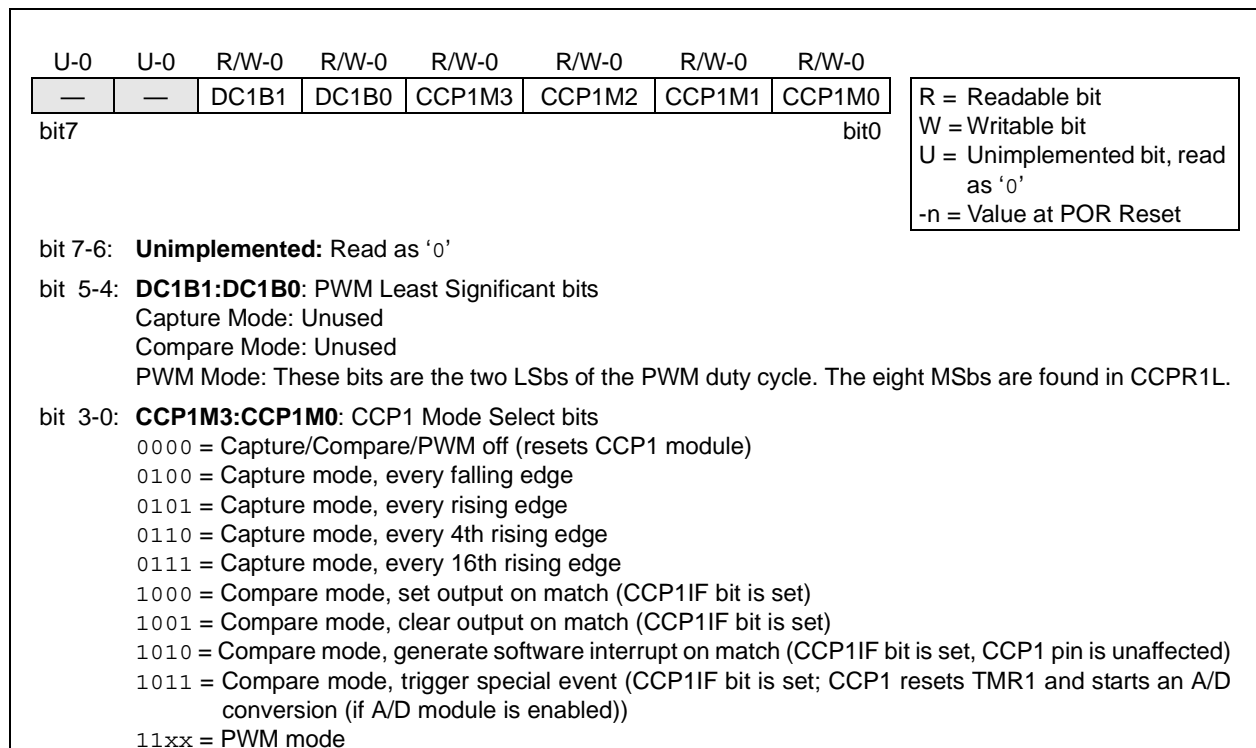 U-0 U-0 R/W-0 R/W-0 R/W-0 R/W-0 R/W-0 R/W-0
— — DC1B1 DC1B0 CCP1M3 CCP1M2 CCP1M1 CCP1M0
bit7 bit0
R = Readable bit
W = Writable bit
U = Unimplemented bit, read
as ‘0’
-n = Value at POR Reset
bit 7-6: Unimplemented: Read as ‘0’
bit 5-4: DC1B1:DC1B0: PWM Least Significant bits
Capture Mode: Unused
Compare Mode: Unused
PWM Mode: These bits are the two LSbs of the PWM duty cycle. The eight MSbs are found in CCPR1L.
bit 3-0: CCP1M3:CCP1M0: CCP1 Mode Select bits
0000 = Capture/Compare/PWM off (resets CCP1 module)
0100 = Capture mode, every falling edge
0101 = Capture mode, every rising edge
0110 = Capture mode, every 4th rising edge
0111 = Capture mode, every 16th rising edge
1000 = Compare mode, set output on match (CCP1IF bit is set)
1001 = Compare mode, clear output on match (CCP1IF bit is set)
1010 = Compare mode, generate software interrupt on match (CCP1IF bit is set, CCP1 pin is unaffected)
1011 = Compare mode, trigger special event (CCP1IF bit is set; CCP1 resets TMR1 and starts an A/D
conversion (if A/D module is enabled))
11xx = PWM mode